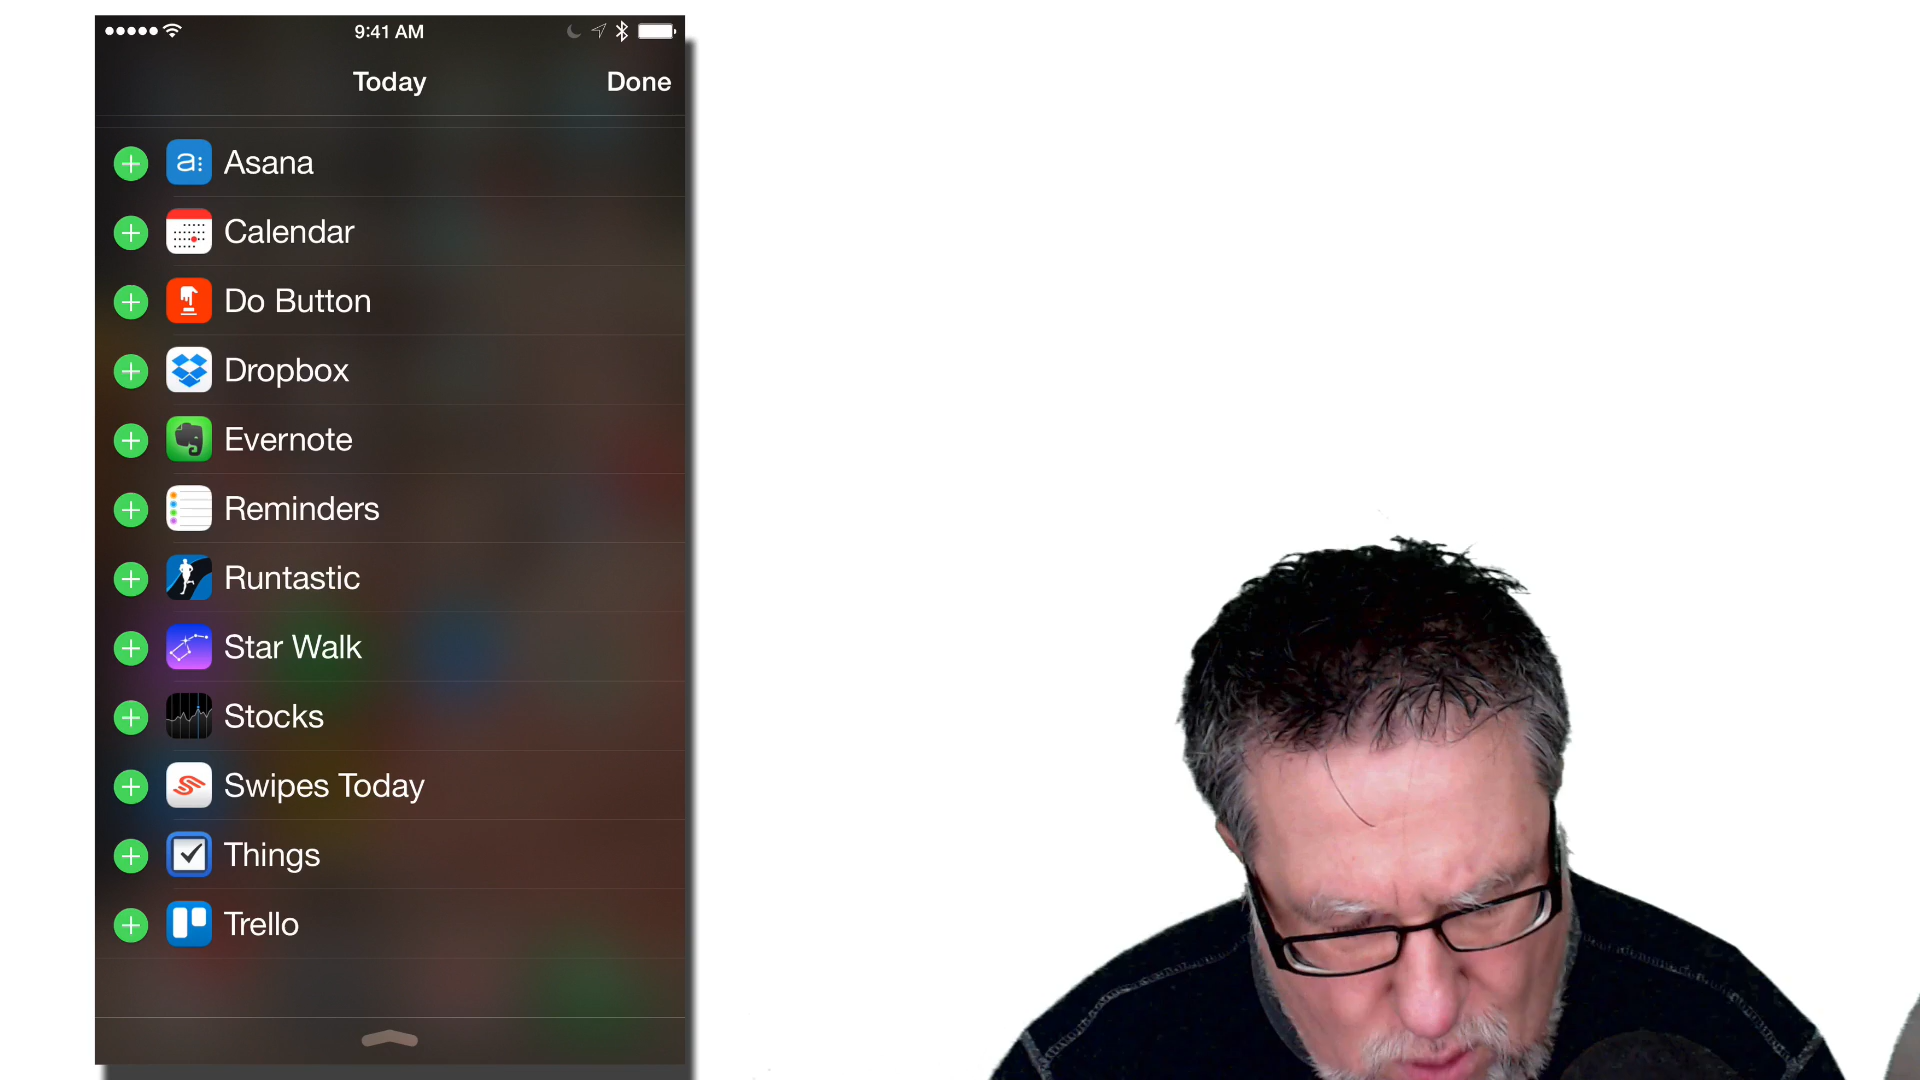 9:41 AM
Today
Done
a:
Asana
Calendar
Do Button
Dropbox
Evernote
Reminders
Runtastic
Star Walk
Stocks
Swipes Today
Things
Trello